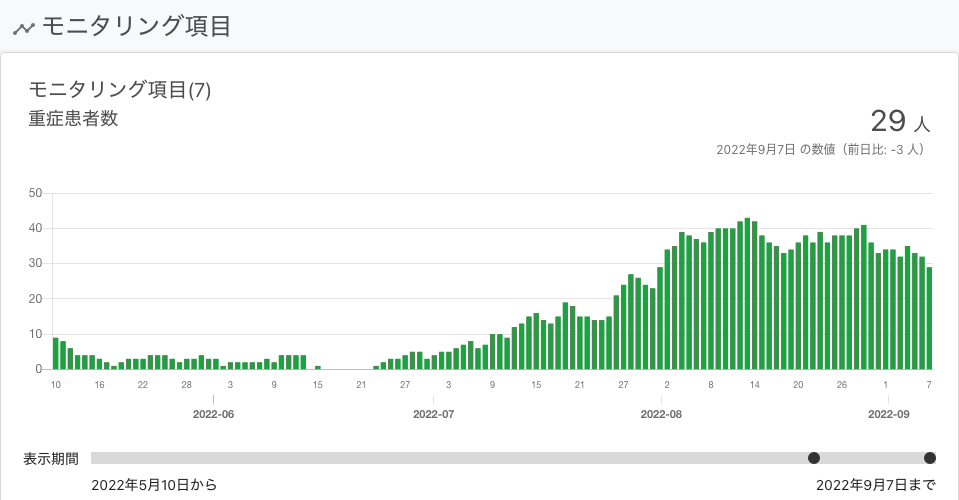 モニタリング項目
モニタリング項目(7)
重症患者数
29 人
2022年9月7日 の数値（前日比: -3 人）
50
40
30
20
10
0
10 16 22 28 3 9 15 21 27 3 9 15 21 27 2 8 14 20 26 1 7
2022-06 2022-07 2022-08 2022-09
表示期間
2022年5月10日から 2022年9月7日まで